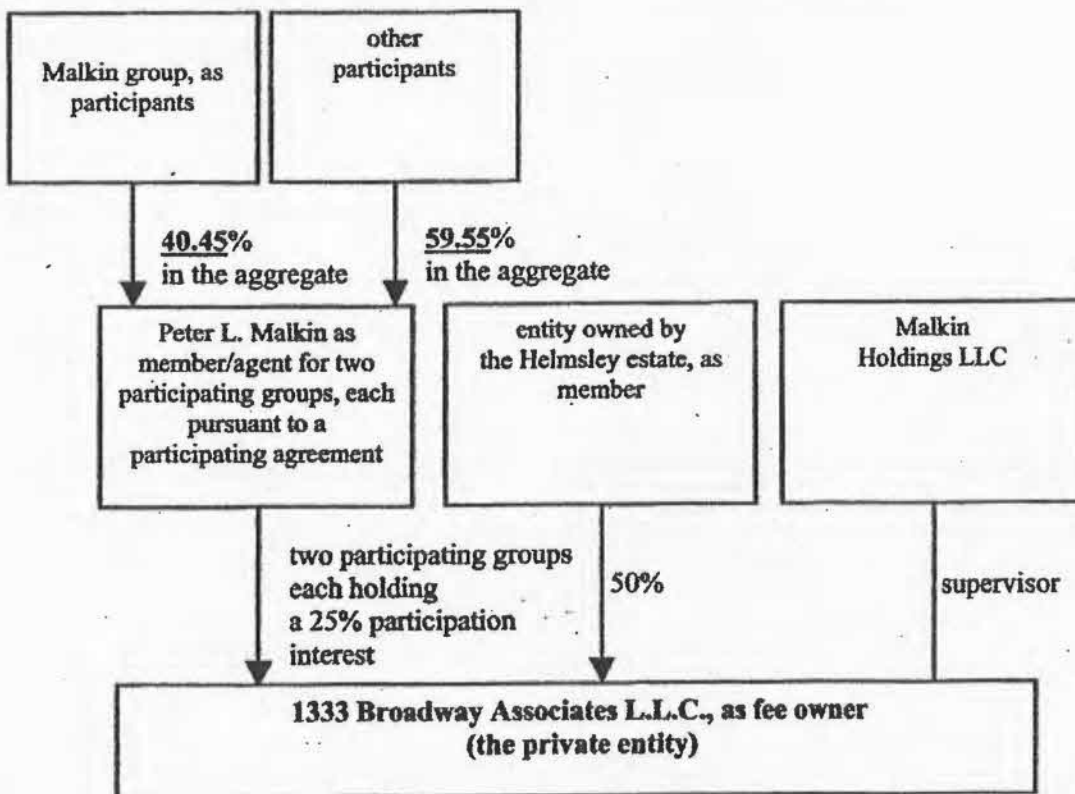 Malkin group, as
participants
other
participants
40.45%
in the aggregate
59.55%
in the aggregate
Peter L. Malkin as
member/agent for two
participating groups, each
pursuant to a
participating agreement
entity owned by
the Helmsley estate, as
member
Malkin
Holdings LLC
two participating groups
each holding
a 25% participation
interest
50%
supervisor
1333 Broadway Associates L.L.C., as fee owner
(the private entity)